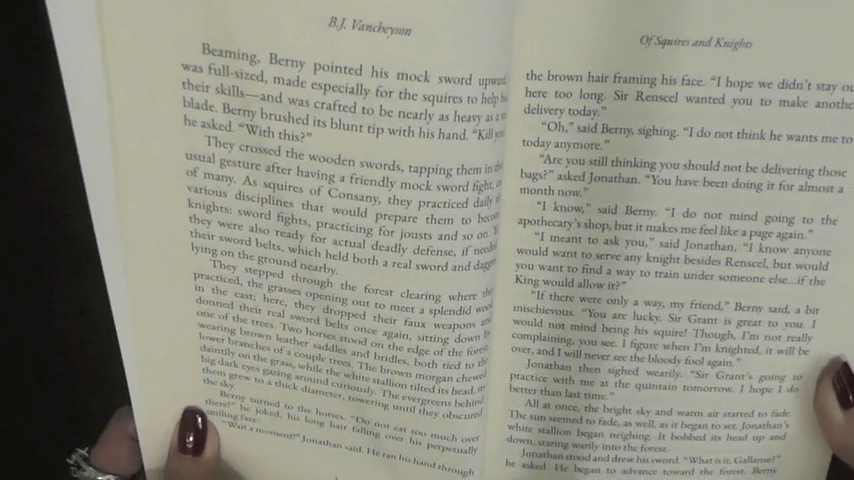 B.J. Vancheyson
Beaming, Berny pointed his mock sword upward.
was full-sized, made especially for the squires to help
their skills—and was crafted to be nearly as heavy as a
blade. Berny brushed its blunt tip with his hand. "Kill you
he asked. "With this?"
They crossed the wooden swords, tapping them in
usual gesture after having a friendly mock sword fight,
of many. As squires of Consany, they practiced daily
various disciplines that would prepare them to
knights: sword fights, practicing for jousts and so on.
they were also ready for actual deadly defense, if
their sword belts, which held both a real sword and dagger
lying on the ground nearby.
They stepped through the forest clearing where
practiced, the grasses opening out to meet a splendid
in the east; here, they dropped their faux weapons
donned their real sword belts once again, sitting down
one of the trees. Two horses stood on the edge of the forest,
wearing brown leather saddles and bridles, both tied to the
lower branches of a couple trees. The brown morgan chewed
daintily on the grass, while the white stallion tilted its head, its
big dark eyes gazing around curiously. The evergreens behind
them grew to a thick diameter, towering until they obscured
the sky.
Berny turned to the horses. "Do not eat too much over
there!" he joked, his long hair falling over his perpetually
smiling face.
"Wait a moment!" Jonathan said. He ran his hand through
Of Squires and Knights
the brown hair framing his face. "I hope we didn't stay
here too long. Sir Renscel wanted you to make
delivery today."
"Oh," said Berny, sighing. "I do not think he wants me to
today anymore."
"Are you still thinking you should not be delivering those
bags?" asked Jonathan. "You have been doing it for almost a
month now."
"I know," said Berny. "I do not mind going to the
apothecary's shop, but it makes me feel like a page again."
"I meant to ask you," said Jonathan, "I know anyone
would want to serve any knight besides Renscel, but would
you want to find a way to train under someone else...if the
King would allow it?"
"If there were only a way, my friend," Berny said, a bit
mischievous. "You are lucky. Sir Grant is great to you. I
would not mind being his squire! Though, I'm not really
complaining, you see. I figure when I'm knighted, it will be
over, and I will never see the bloody fool again."
Jonathan then sighed wearily. "Sir Grant's going to
practice with me at the quintain tomorrow. I hope I do
better than last time."
All at once, the bright sky and warm air started to fade.
The sun seemed to fade, as well, as it began to set. Jonathan's
white stallion began neighing. It bobbed its head up and
down, staring warily into the forest.
Jonathan stood and drew his sword. "What is it, Gallanse?"
he asked. He began to advance toward the forest. Berny